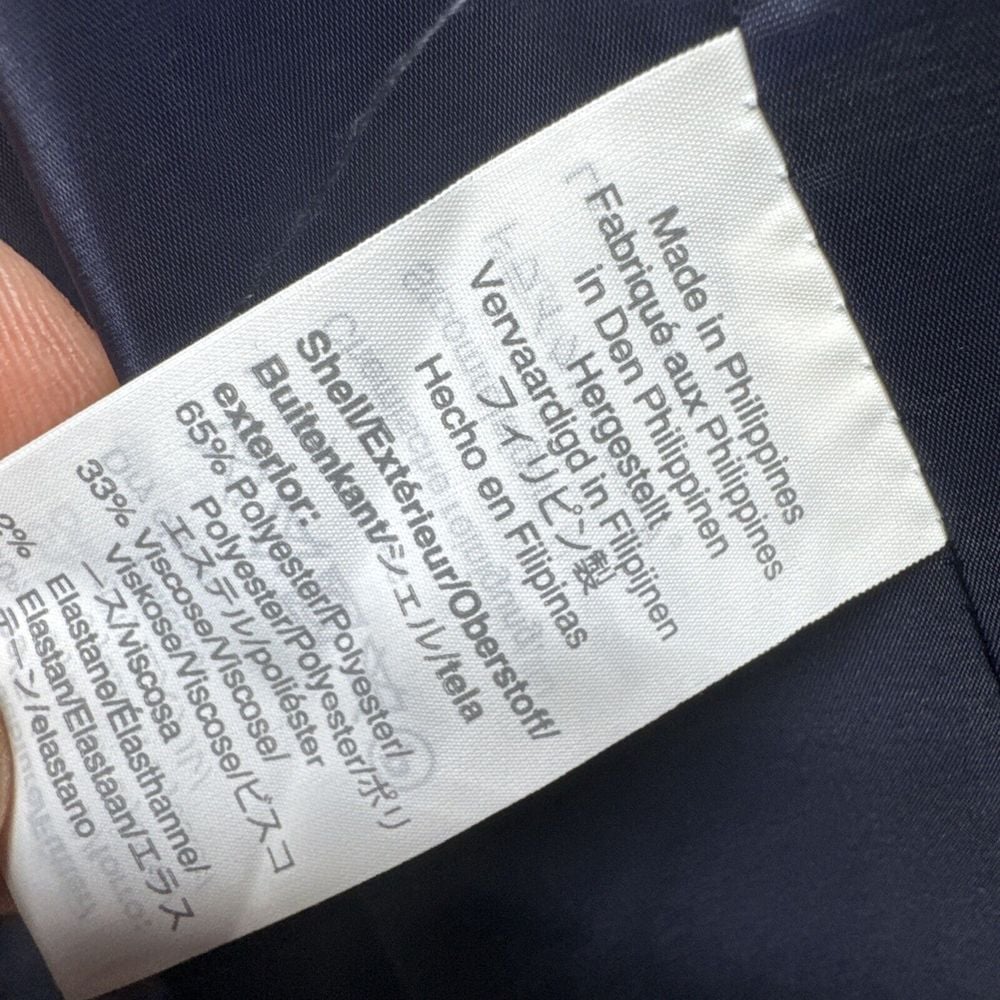 Made in Philippines
Fabriqué aux Philippines
in Den Philippinen
Hergestellt
Vervaardigd in Filipijnen
フィリピン製
Hecho en Filipinas
Shell/Extérieur/Oberstoff/
Buitenkant/シェル/tela
exterior:
65% Polyester/Polyester/
Polyester/Polyester/ポリ
エステル/poliéster
33% Viscose/Viscose/
Viskose/Viscose/ビスコ
ース/viscosa
2% Elastane/Élasthanne/
Elastan/Elastaan/エラス
テーン/elastano